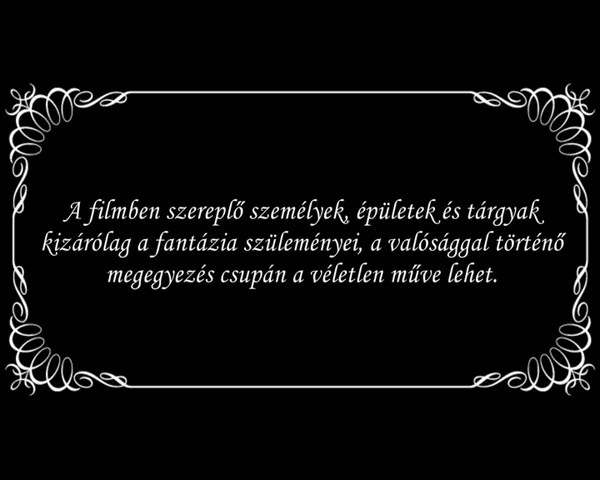 A filmben szereplő személyek, épületek és tárgyak
kizárólag a fantázia szüleményei, a valósággal történő
megegyezés csupán a véletlen műve lehet.